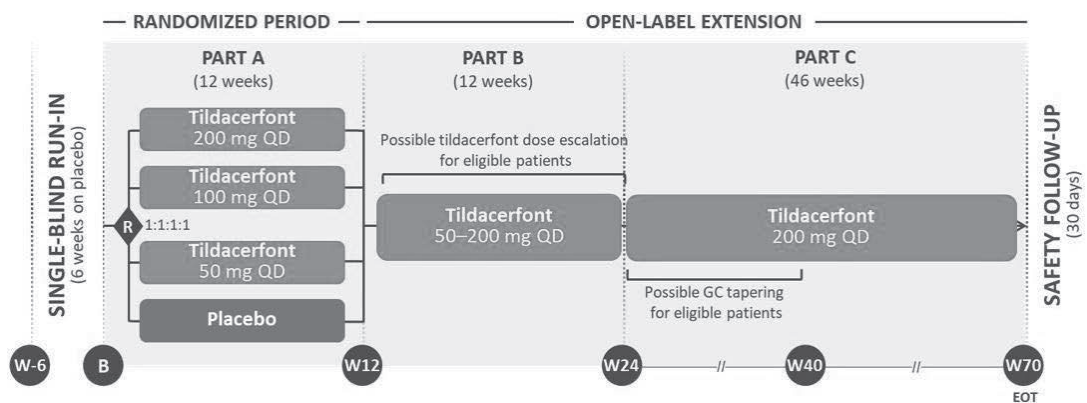 RANDOMIZED PERIOD
OPEN-LABEL EXTENSION
SINGLE-BLIND RUN-IN
(6 weeks on placebo)
PART A
(12 weeks)
Tildacerfont
200 mg QD
Tildacerfont
100 mg QD
R
1:1:1:1
Tildacerfont
50 mg QD
Placebo
PART B
(12 weeks)
Possible tildacerfont dose escalation
for eligible patients
Tildacerfont
50–200 mg QD
PART C
(46 weeks)
Tildacerfont
200 mg QD
Possible GC tapering
for eligible patients
SAFETY FOLLOW-UP
(30 days)
W-6
B
W12
W24
//
W40
//
W70
EOT